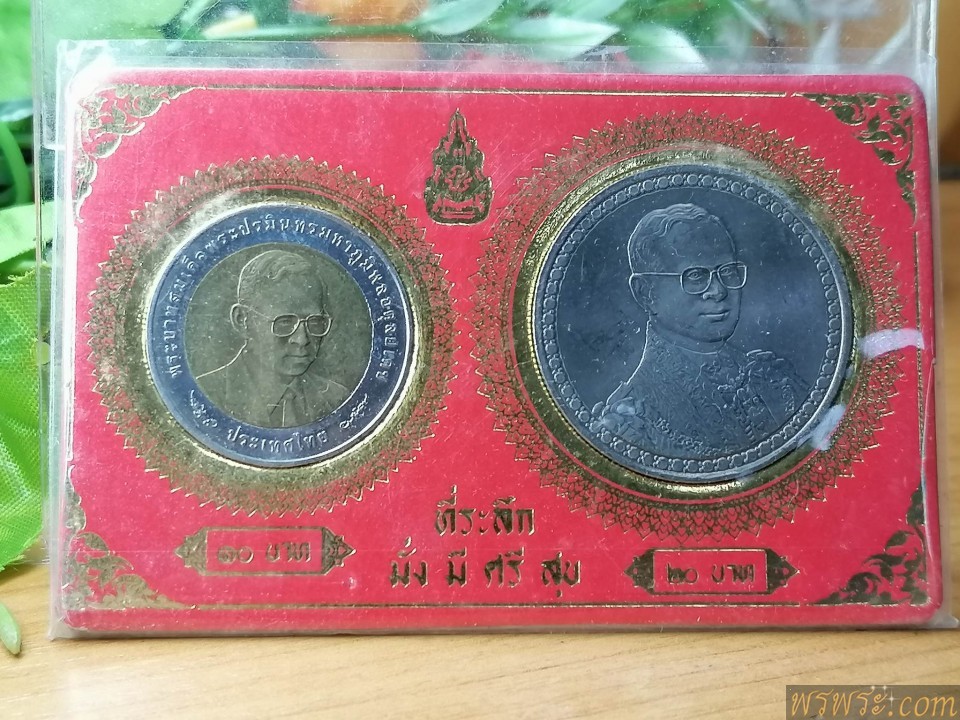 พระบาทสมเด็จพระปรมินทรมหาภูมิพลอดุลยเดช
ประเทศไทย
ที่ระลึก
มั่ง มี ศรี สุข
๑๐ บาท
๒๐ บาท
พรพระ.com